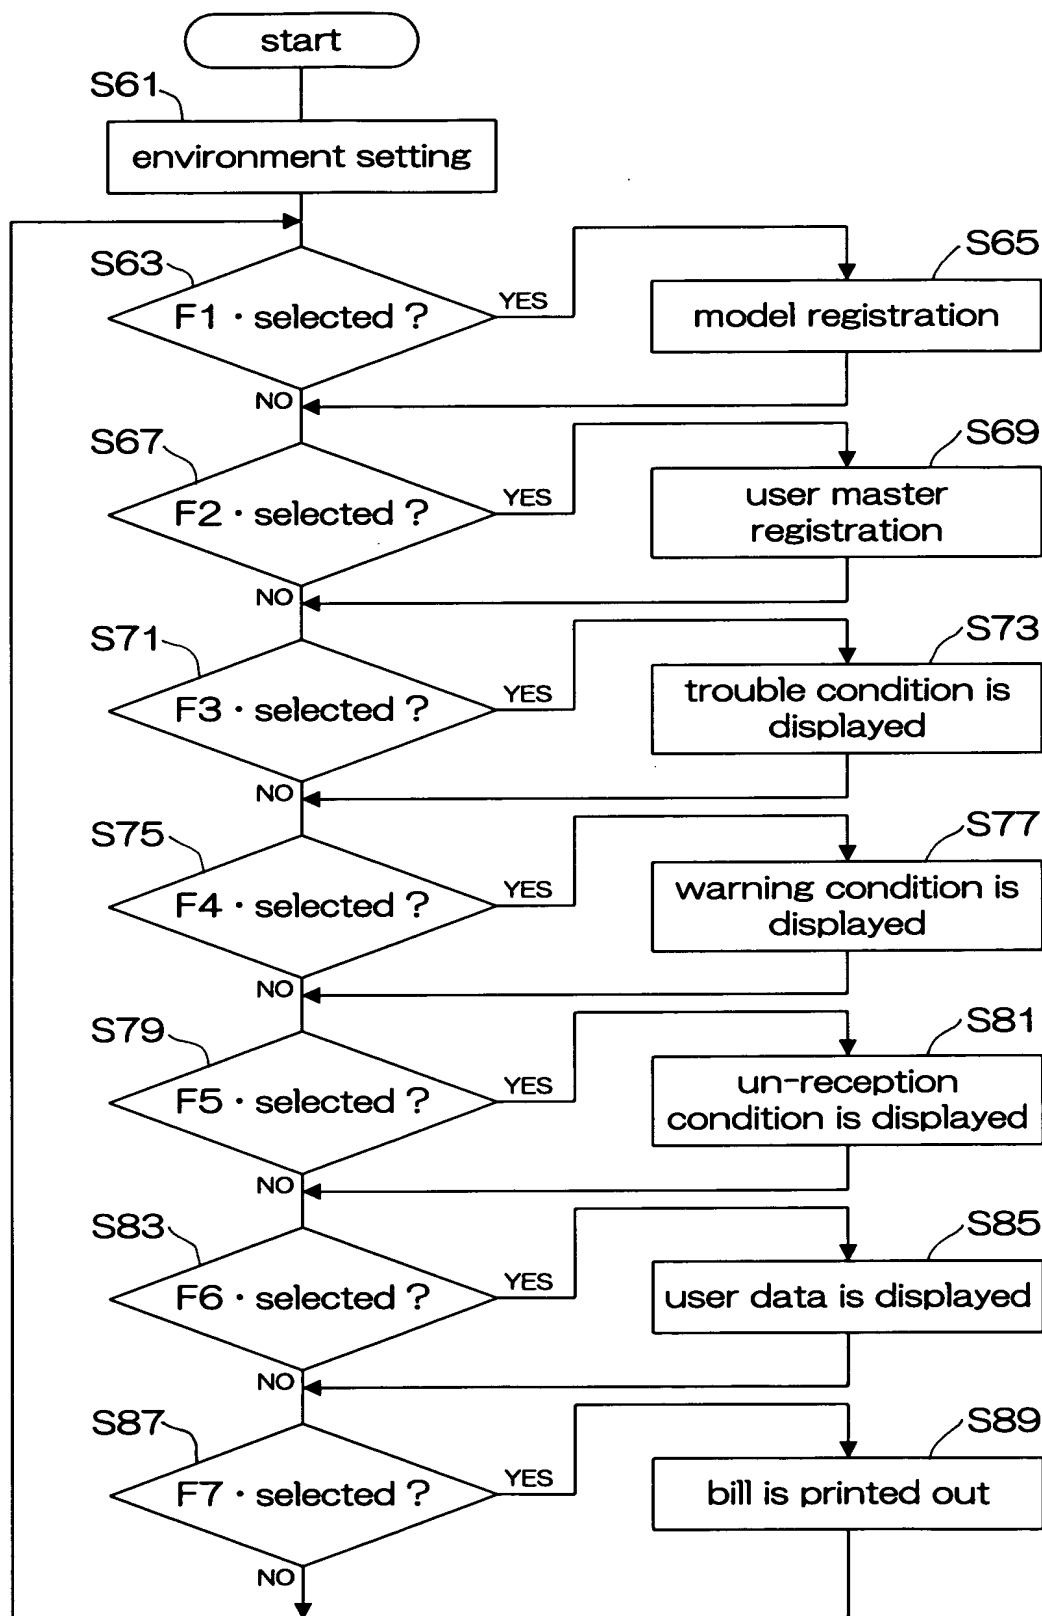 start
S61
environment setting
S63
F1・selected ?
YES
S65
model registration
NO
S67
F2・selected ?
YES
S69
user master
registration
NO
S71
F3・selected ?
YES
S73
trouble condition is
displayed
NO
S75
F4・selected ?
YES
S77
warning condition is
displayed
NO
S79
F5・selected ?
YES
S81
un-reception
condition is displayed
NO
S83
F6・selected ?
YES
S85
user data is displayed
NO
S87
F7・selected ?
YES
S89
bill is printed out
NO